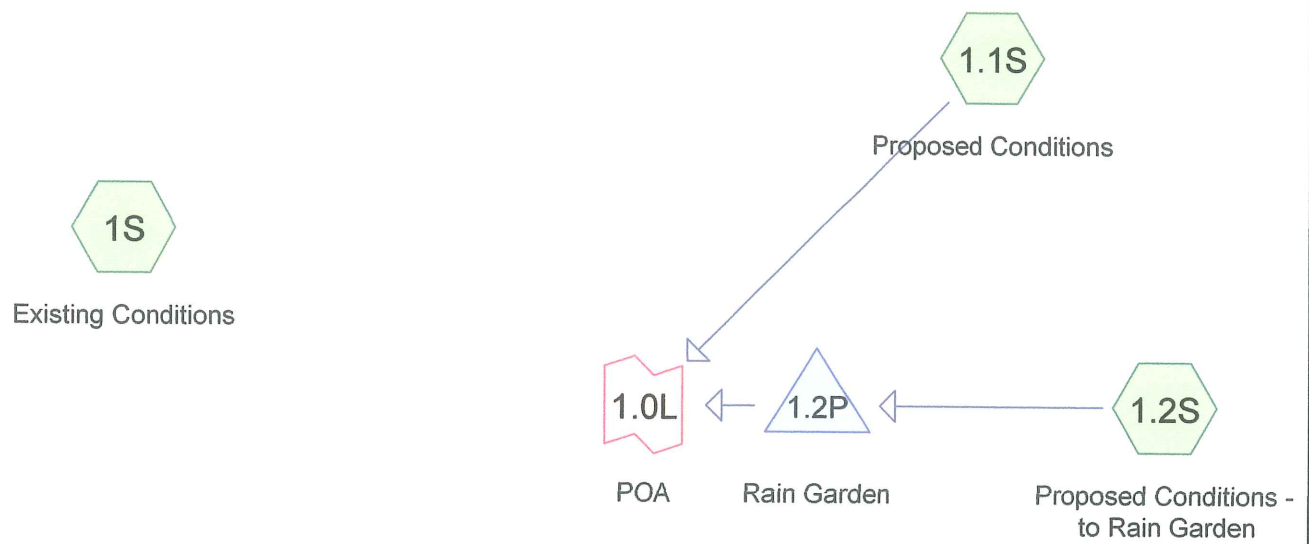 1.1S
Proposed Conditions
1S
Existing Conditions
1.0L
POA
1.2P
Rain Garden
1.2S
Proposed Conditions -
to Rain Garden